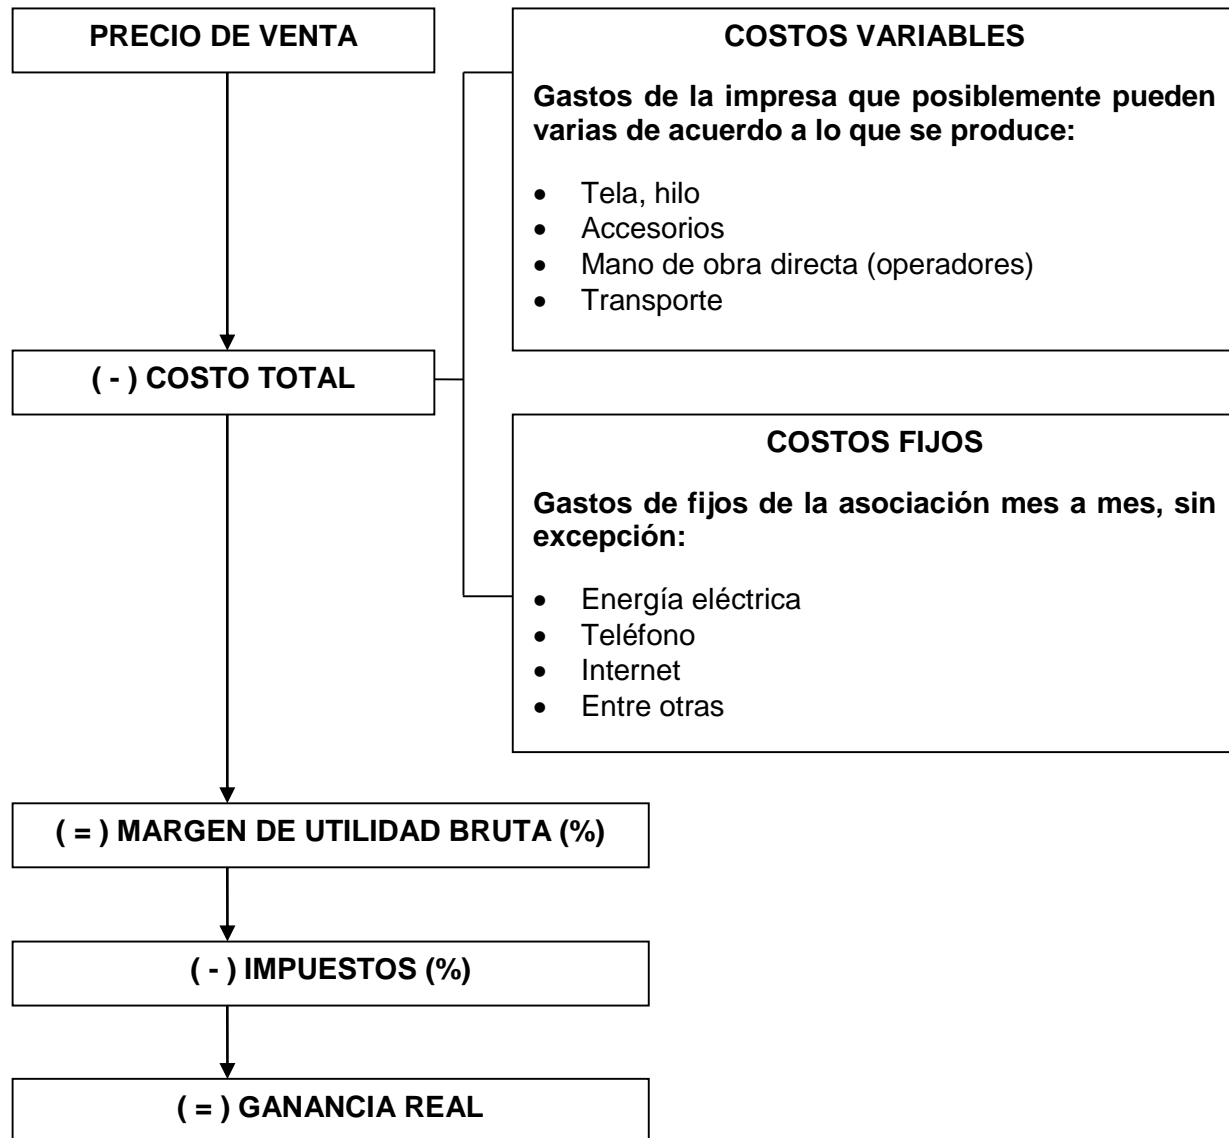 PRECIO DE VENTA
COSTOS VARIABLES
Gastos de la impresa que posiblemente pueden
varias de acuerdo a lo que se produce:
• Tela, hilo
• Accesorios
• Mano de obra directa (operadores)
• Transporte
( - ) COSTO TOTAL
COSTOS FIJOS
Gastos de fijos de la asociación mes a mes, sin
excepción:
• Energía eléctrica
• Teléfono
• Internet
• Entre otras
( = ) MARGEN DE UTILIDAD BRUTA (%)
( - ) IMPUESTOS (%)
( = ) GANANCIA REAL